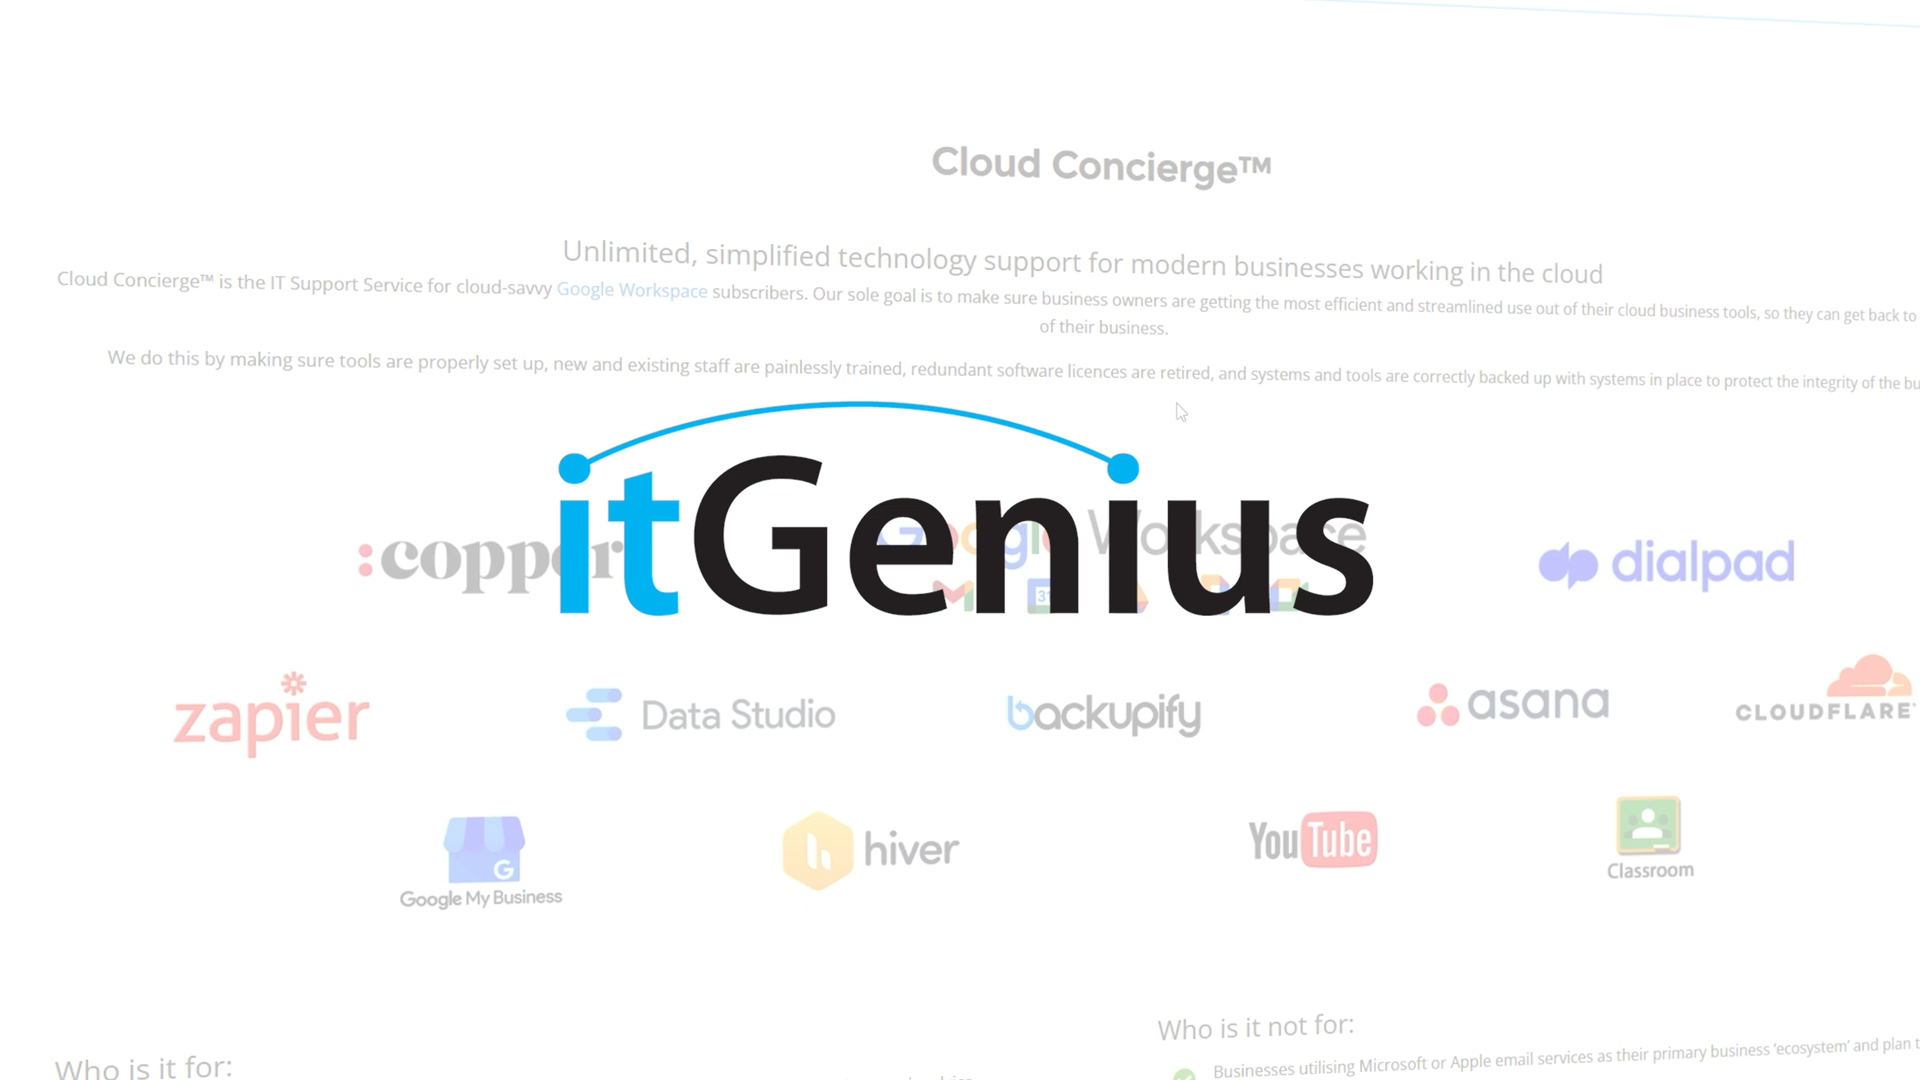 Cloud Concierge™
Unlimited, simplified technology support for modern businesses working in the cloud
Cloud Concierge™ is the IT Support Service for cloud-savvy Google Workspace subscribers. Our sole goal is to make sure business owners are getting the most efficient and streamlined use out of their cloud business tools, so they can get back to
of their business.
We do this by making sure tools are properly set up, new and existing staff are painlessly trained, redundant software licences are retired, and systems and tools are correctly backed up with systems in place to protect the integrity of the bu
itGenius
:copper
Google Workspace
31
dialpad
zapier
Data Studio
backupify
asana
CLOUDFLARE
G
Google My Business
h hiver
YouTube
Classroom
Who is it not for:
Who is it for:
Businesses utilising Microsoft or Apple email services as their primary business ‘ecosystem’ and plan t